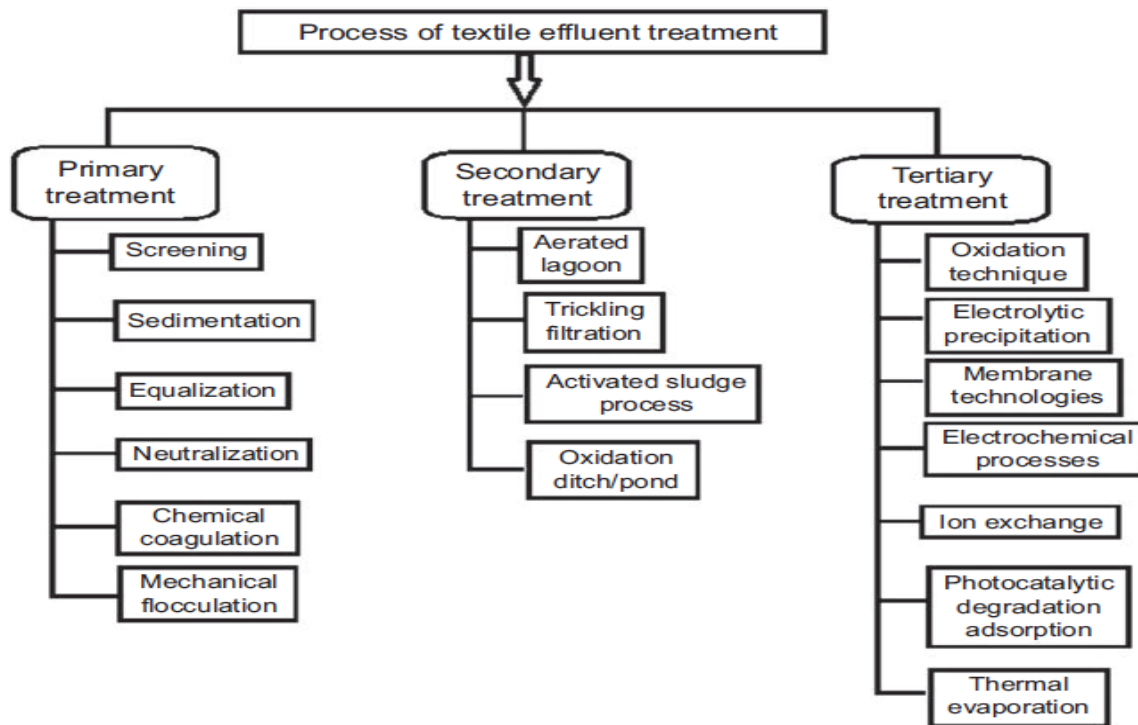 Process of textile effluent treatment
Primary
treatment
Screening
Sedimentation
Equalization
Neutralization
Chemical
coagulation
Mechanical
flocculation
Secondary
treatment
Aerated
lagoon
Trickling
filtration
Activated sludge
process
Oxidation
ditch/pond
Tertiary
treatment
Oxidation
technique
Electrolytic
precipitation
Membrane
technologies
Electrochemical
processes
Ion exchange
Photocatalytic
degradation
adsorption
Thermal
evaporation